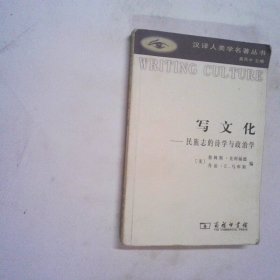 汉译人类学名著丛书
WRITING CULTURE
写文化
——民族志的诗学与政治学
〔美〕詹姆斯·克利福德
乔治·E.马库斯 编
商务印书馆